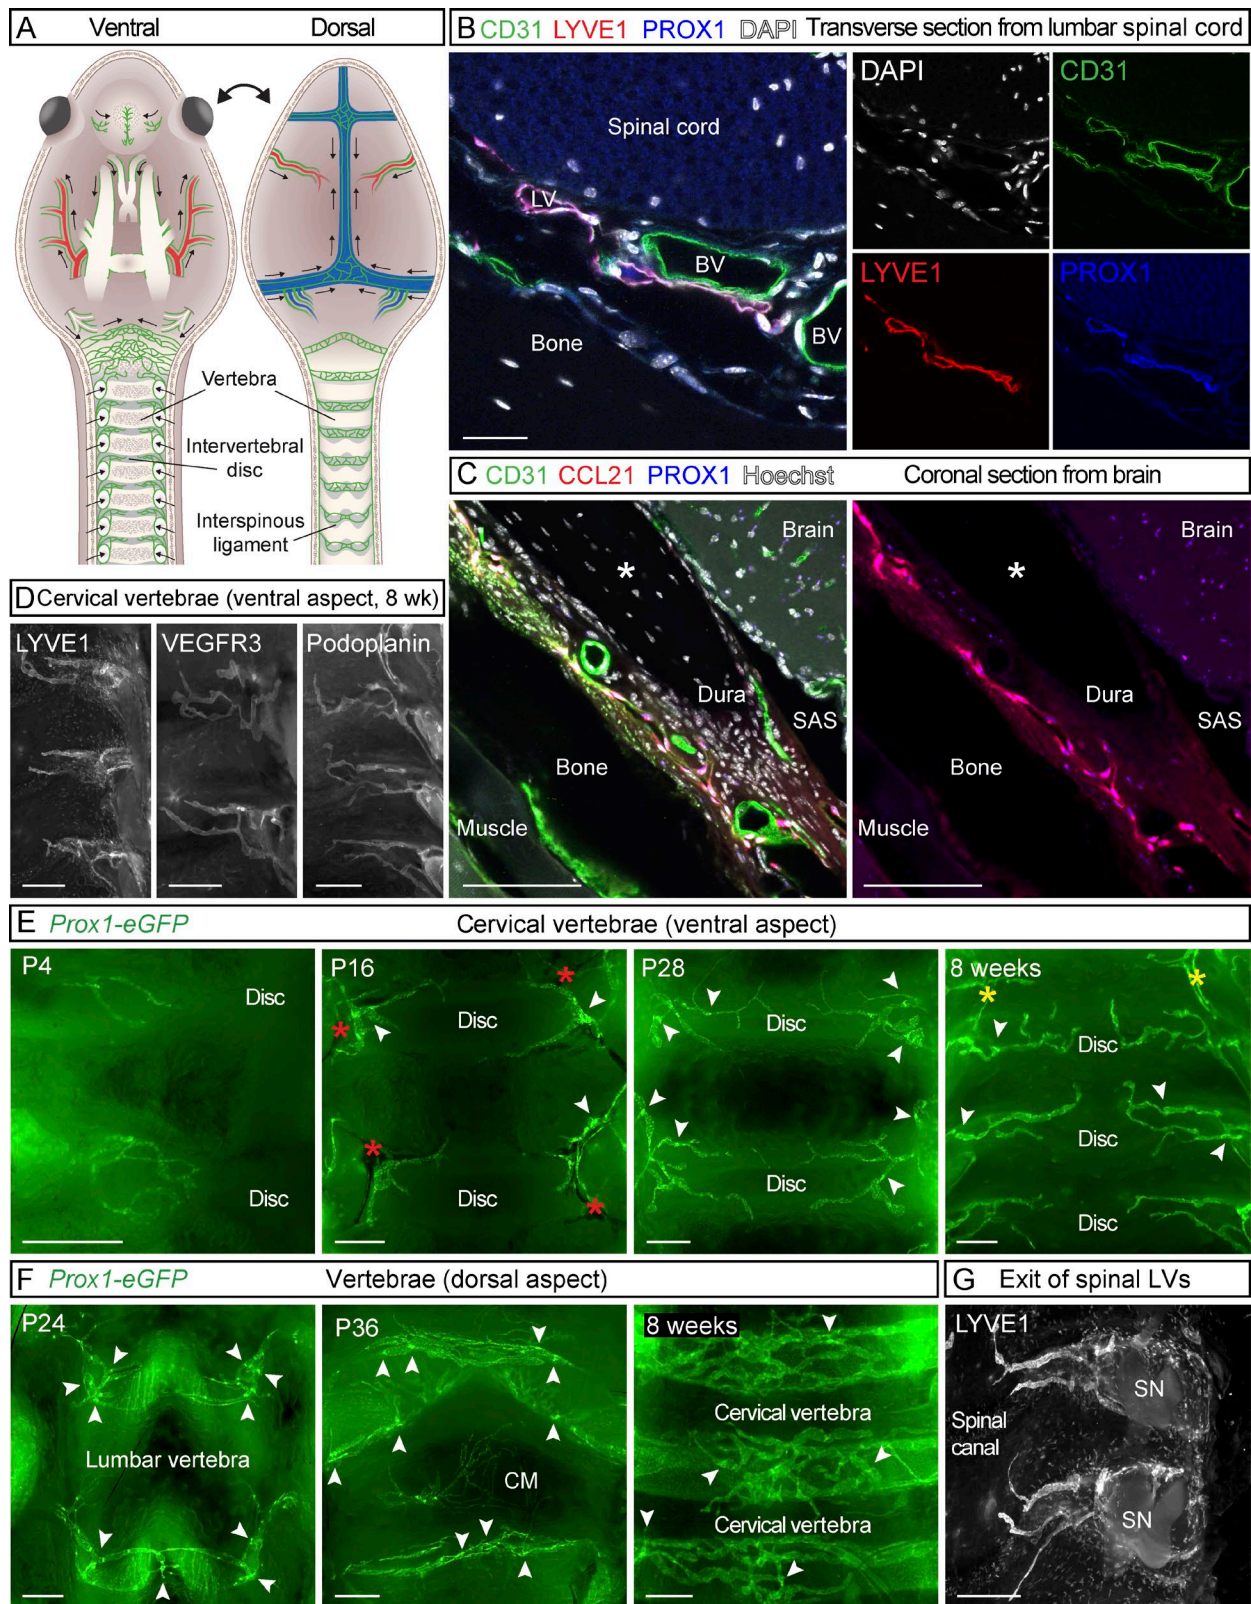 A Ventral Dorsal
Vertebra
Intervertebral
disc
Interspinous
ligament
B CD31 LYVE1 PROX1 DAPI Transverse section from lumbar spinal cord
Spinal cord
LV
BV
BV
Bone
DAPI
CD31
LYVE1
PROX1
C CD31 CCL21 PROX1 Hoechst Coronal section from brain
Brain
*
Dura
SAS
Bone
Muscle
Brain
*
Dura
SAS
Bone
Muscle
D Cervical vertebrae (ventral aspect, 8 wk)
LYVE1
VEGFR3
Podoplanin
E Prox1-eGFP Cervical vertebrae (ventral aspect)
P4
Disc
Disc
P16
*
*
Disc
*
*
Disc
P28
Disc
Disc
8 weeks
*
*
Disc
Disc
Disc
F Prox1-eGFP Vertebrae (dorsal aspect)
P24
Lumbar vertebra
P36
CM
8 weeks
Cervical vertebra
Cervical vertebra
G Exit of spinal LVs
LYVE1
SN
Spinal
canal
SN